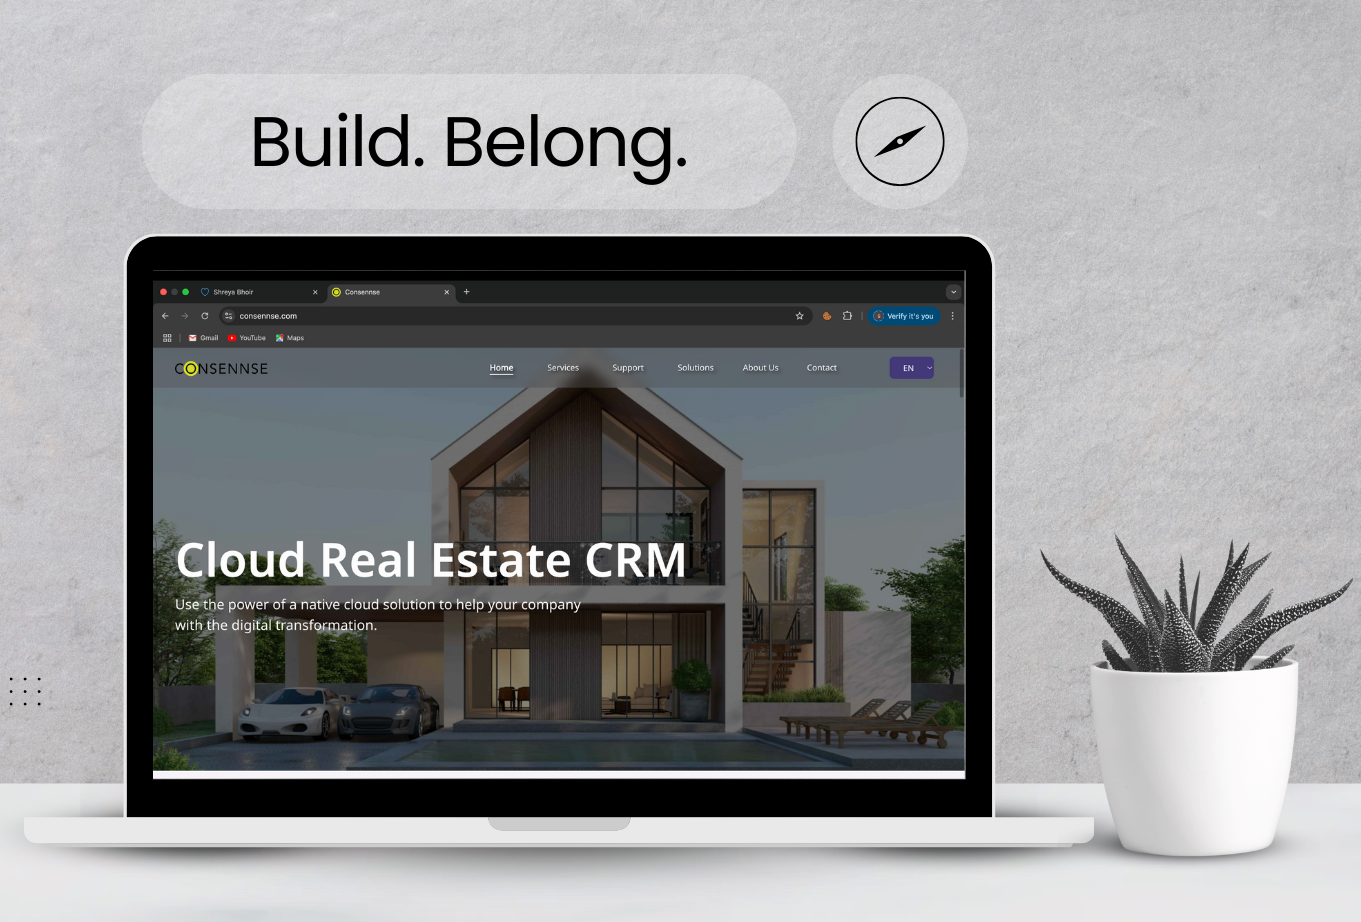 Build. Belong.
Shreya Bhoir
Consennse
consennse.com
Verify it's you
Gmail YouTube Maps
CONSENNSE
Home Services Support Solutions About Us Contact EN
Cloud Real Estate CRM
Use the power of a native cloud solution to help your company
with the digital transformation.